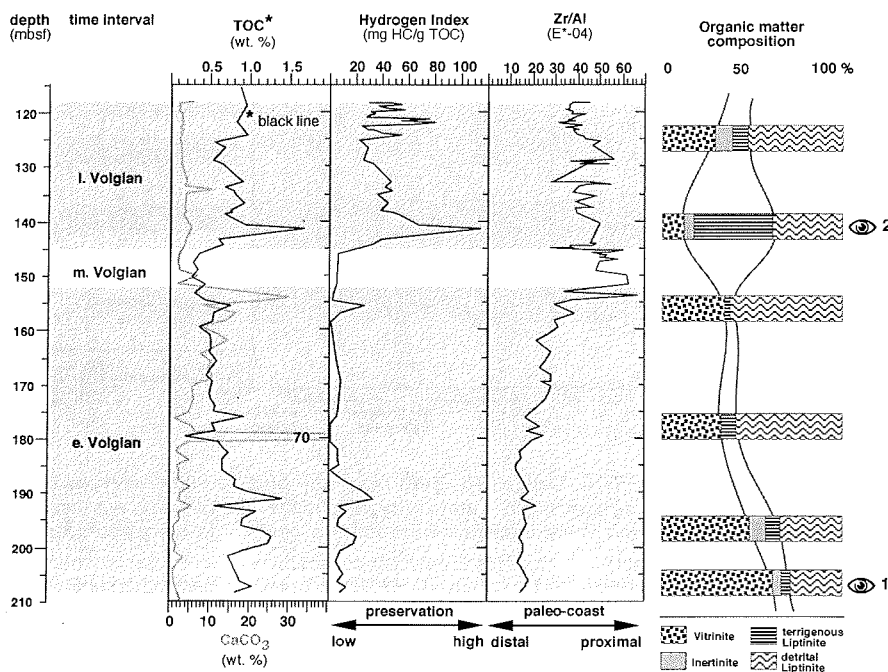 depth
(mbsf)
time interval
TOC*
(wt. %)
0.5 1.0 1.5
Hydrogen Index
(mg HC/g TOC)
0 20 40 60 80 100
Zr/Al
(E*-04)
0 10 20 30 40 50 60
Organic matter
composition
0 50 100 %
120
130
140
150
160
170
180
190
200
210
l. Volgian
m. Volgian
e. Volgian
* black line
70
2
1
0 10 20 30
CaCO3
(wt. %)
preservation
low high
paleo-coast
distal proximal
Vitrinite
Inertinite
terrigenous
Liptinite
detrital
Liptinite